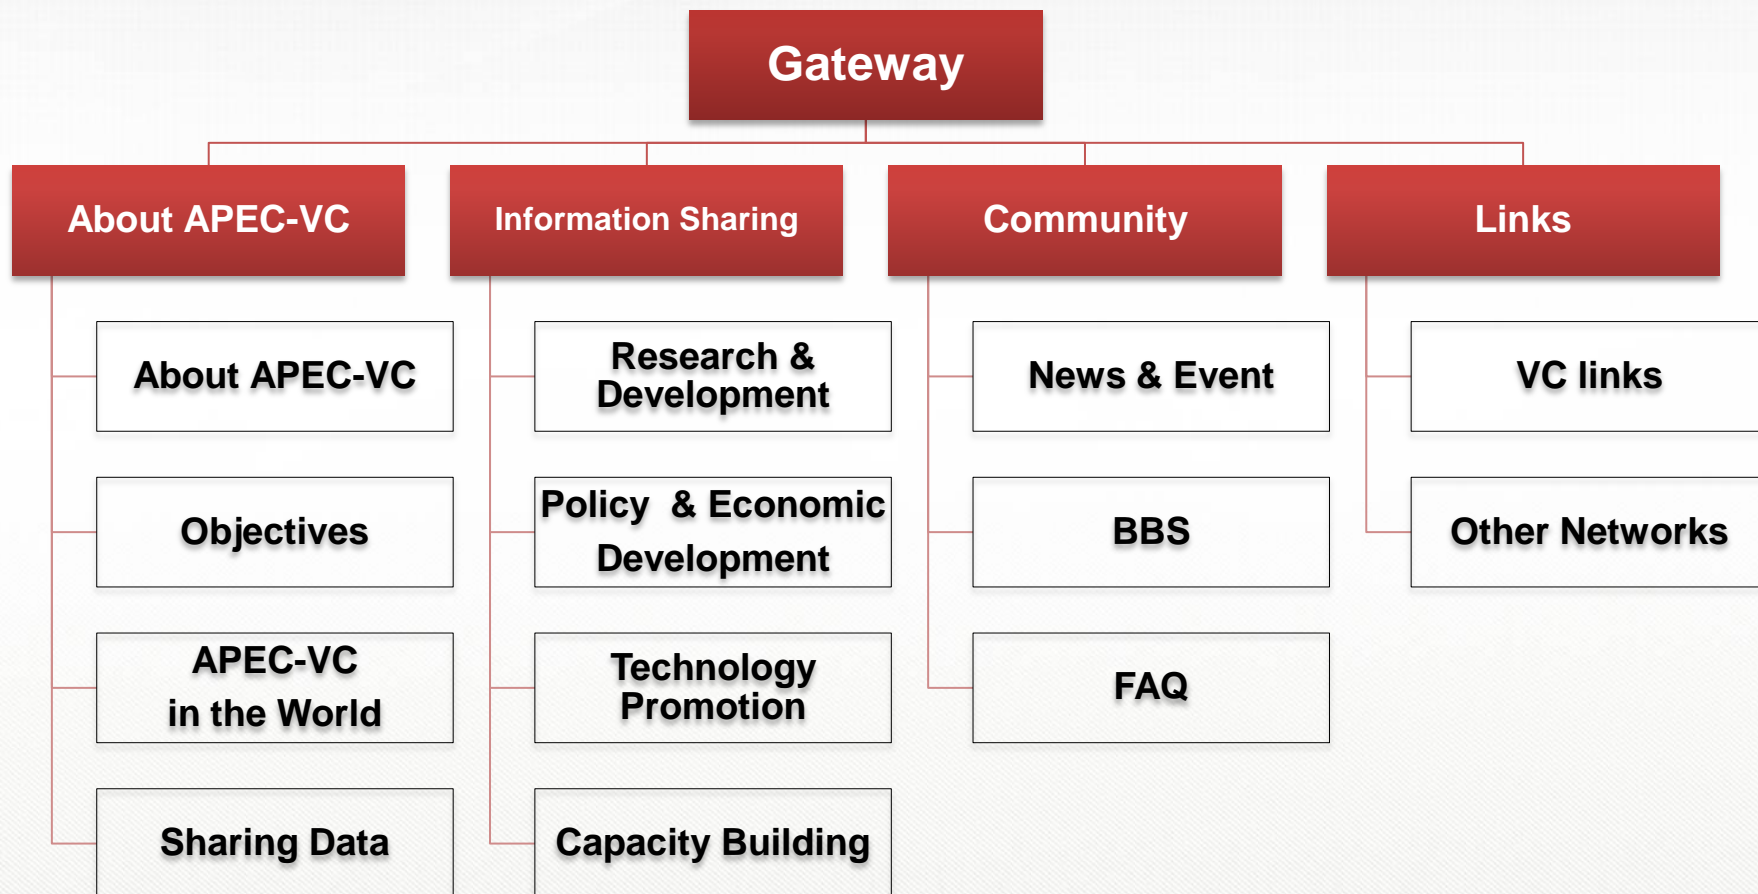 Gateway
About APEC-VC
Information Sharing
Community
Links
About APEC-VC
Objectives
APEC-VC
in the World
Sharing Data
Research &
Development
Policy  & Economic
Development
Technology
Promotion
Capacity Building
News & Event
BBS
FAQ
VC links
Other Networks